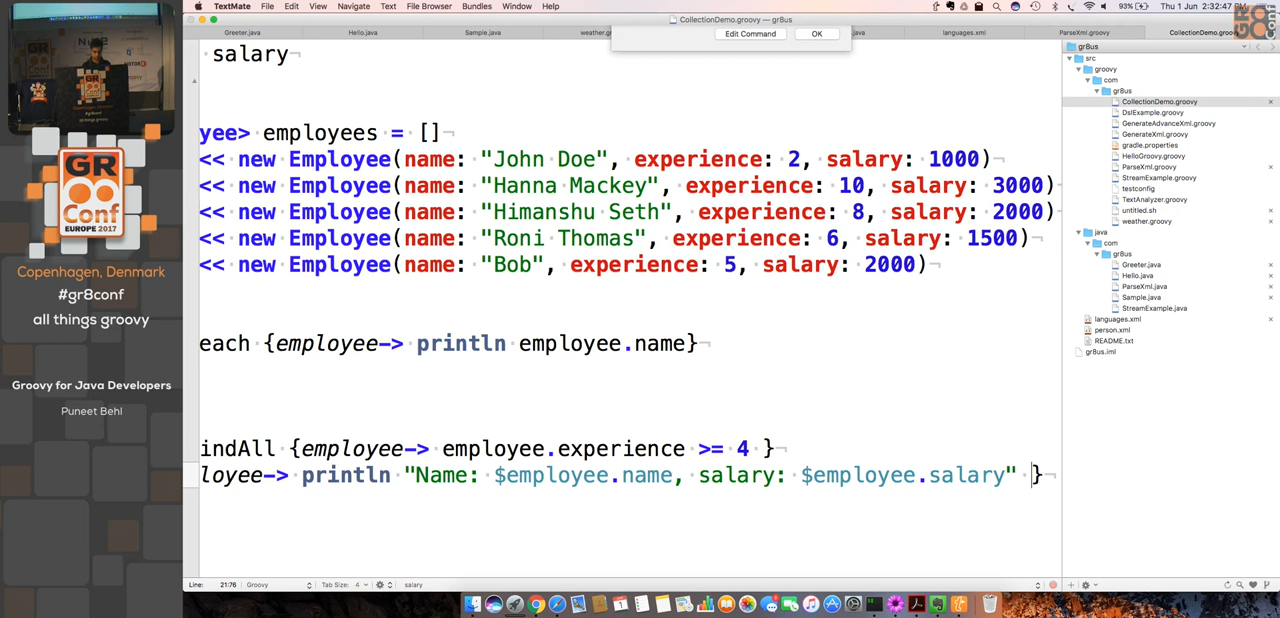 TextMate File Edit View Navigate Text File Browser Bundles Window Help
93% Thu 1 Jun 2:32:47 PM
CollectionDemo.groovy — gr8us
Greeter.java Hello.java Sample.java languages.xml ParseXml.groovy CollectionDemo.groovy
Edit Command OK
salary
yee> employees = []
<< new Employee(name: "John Doe", experience: 2, salary: 1000)
<< new Employee(name: "Hanna Mackey", experience: 10, salary: 3000)
<< new Employee(name: "Himanshu Seth", experience: 8, salary: 2000)
<< new Employee(name: "Roni Thomas", experience: 6, salary: 1500)
<< new Employee(name: "Bob", experience: 5, salary: 2000)
each {employee-> println employee.name}
indAll {employee-> employee.experience >= 4 }
loyee-> println "Name: $employee.name, salary: $employee.salary" }
Line: 21:76 Groovy Tab Size: 4 salary
gr8us
src
groovy
com
gr8us
CollectionDemo.groovy
DslExample.groovy
GenerateAdvanceXml.groovy
GenerateXml.groovy
gradle.properties
HelloGroovy.groovy
ParseXml.groovy
StreamExample.groovy
testconfig
TextAnalyzer.groovy
untitled.sh
weather.groovy
java
com
gr8us
Greeter.java
Hello.java
ParseXml.java
Sample.java
StreamExample.java
languages.xml
person.xml
README.txt
gr8us.iml
GR8
Conf
EUROPE 2017
Copenhagen, Denmark
#gr8conf
all things groovy
Groovy for Java Developers
Puneet Behl